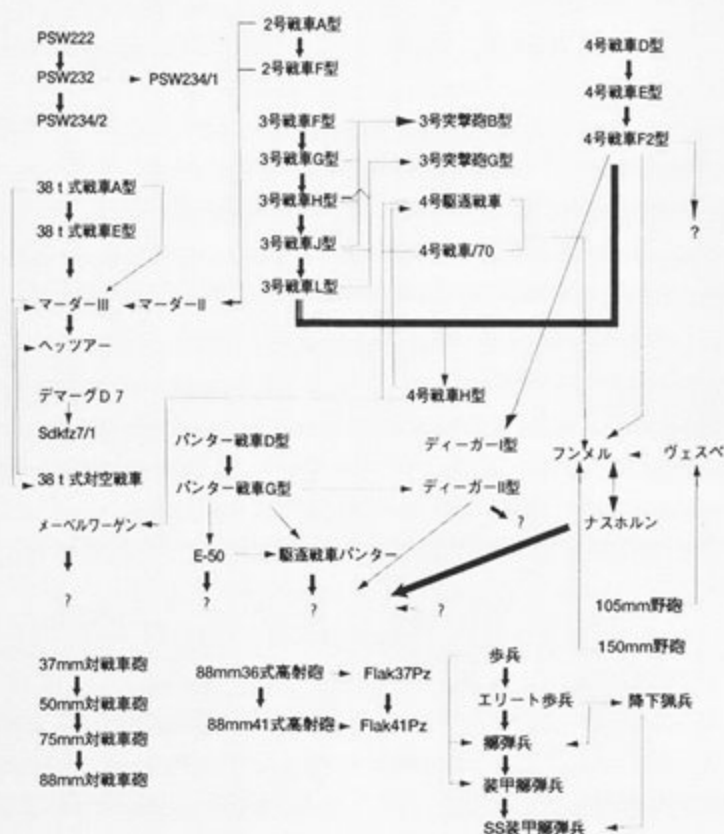 PSW222
PSW232
PSW234/1
PSW234/2
2号戦車A型
2号戦車F型
4号戦車D型
4号戦車E型
4号戦車F2型
?
3号戦車F型
3号突撃砲B型
3号戦車G型
3号突撃砲G型
3号戦車H型
4号駆逐戦車
3号戦車J型
4号戦車/70
3号戦車L型
38t式戦車A型
38t式戦車E型
マーダーIII
マーダーII
ヘッツアー
デマーグD7
Sdkfz7/1
38t式対空戦車
メーベルワーゲン
?
4号戦車H型
パンター戦車D型
ティーガーI型
フンメル
ヴェスペ
パンター戦車G型
ティーガーII型
?
ナスホルン
E-50
駆逐戦車パンター
?
?
?
105mm野砲
150mm野砲
37mm対戦車砲
50mm対戦車砲
75mm対戦車砲
88mm対戦車砲
88mm36式高射砲
Flak37Pz
88mm41式高射砲
Flak41Pz
歩兵
エリート歩兵
降下猟兵
擲弾兵
装甲擲弾兵
SS装甲擲弾兵